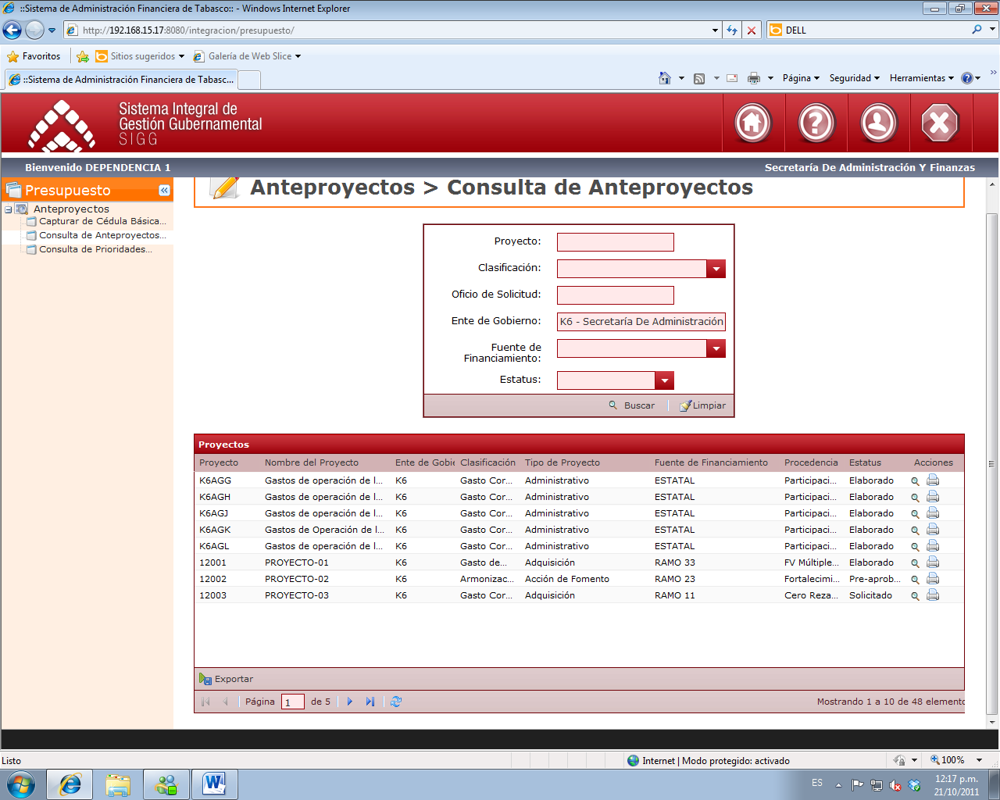 ::Sistema de Administración Financiera de Tabasco:: - Windows Internet Explorer
http://192.168.15.17:8080/integracion/presupuesto/
DELL
Favoritos
Sitios sugeridos
Galería de Web Slice
::Sistema de Administración Financiera de Tabasc...
Página
Seguridad
Herramientas
Sistema Integral de
Gestión Gubernamental
SIGG
Bienvenido DEPENDENCIA 1
Secretaría De Administración Y Finanzas
Presupuesto
Anteproyectos
Capturar de Cédula Básica...
Consulta de Anteproyectos...
Consulta de Prioridades...
Anteproyectos > Consulta de Anteproyectos
Proyecto:
Clasificación:
Oficio de Solicitud:
Ente de Gobierno: K6 - Secretaría De Administración
Fuente de
Financiamiento:
Estatus:
Buscar Limpiar
Proyectos
Proyecto Nombre del Proyecto Ente de Gobie Clasificación Tipo de Proyecto Fuente de Financiamiento Procedencia Estatus Acciones
K6AGG Gastos de operación de l... K6 Gasto Cor... Administrativo ESTATAL Participaci... Elaborado
K6AGH Gastos de operación de l... K6 Gasto Cor... Administrativo ESTATAL Participaci... Elaborado
K6AGJ Gastos de operación de l... K6 Gasto Cor... Administrativo ESTATAL Participaci... Elaborado
K6AGK Gastos de Operación de l... K6 Gasto Cor... Administrativo ESTATAL Participaci... Elaborado
K6AGL Gastos de operación de l... K6 Gasto Cor... Administrativo ESTATAL Participaci... Elaborado
12001 PROYECTO-01 K6 Gasto de... Adquisición RAMO 33 FV Múltiple... Elaborado
12002 PROYECTO-02 K6 Armonizac... Acción de Fomento RAMO 23 Fortalecimi... Pre-aprob...
12003 PROYECTO-03 K6 Gasto Cor... Adquisición RAMO 11 Cero Reza... Solicitado
Exportar
Página 1 de 5
Mostrando 1 a 10 de 48 elemento
Listo
Internet | Modo protegido: activado
100%
ES
12:17 p.m.
21/10/2011